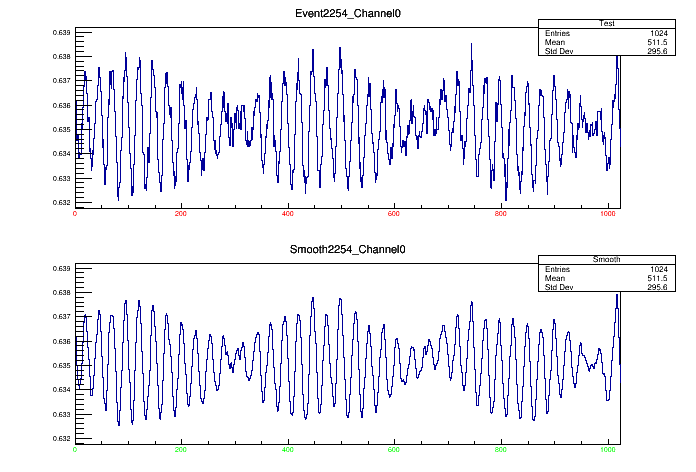 Event2254_Channel0
Test
Entries 1024
Mean 511.5
Std Dev 295.6
0.639
0.638
0.637
0.636
0.635
0.634
0.633
0.632
0 200 400 600 800 1000
Smooth2254_Channel0
Smooth
Entries 1024
Mean 511.5
Std Dev 295.6
0.639
0.638
0.637
0.636
0.635
0.634
0.633
0.632
0 200 400 600 800 1000